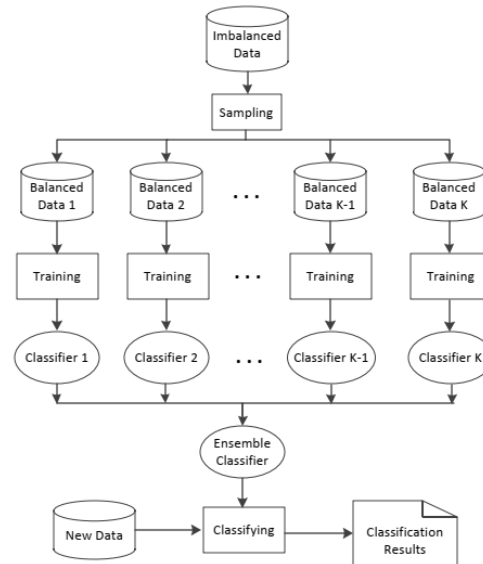 Imbalanced
Data
Sampling
Balanced
Data 1
Balanced
Data 2
...
Balanced
Data K-1
Balanced
Data K
Training
Training
...
Training
Training
Classifier 1
Classifier 2
...
Classifier K-1
Classifier K
Ensemble
Classifier
New Data
Classifying
Classification
Results